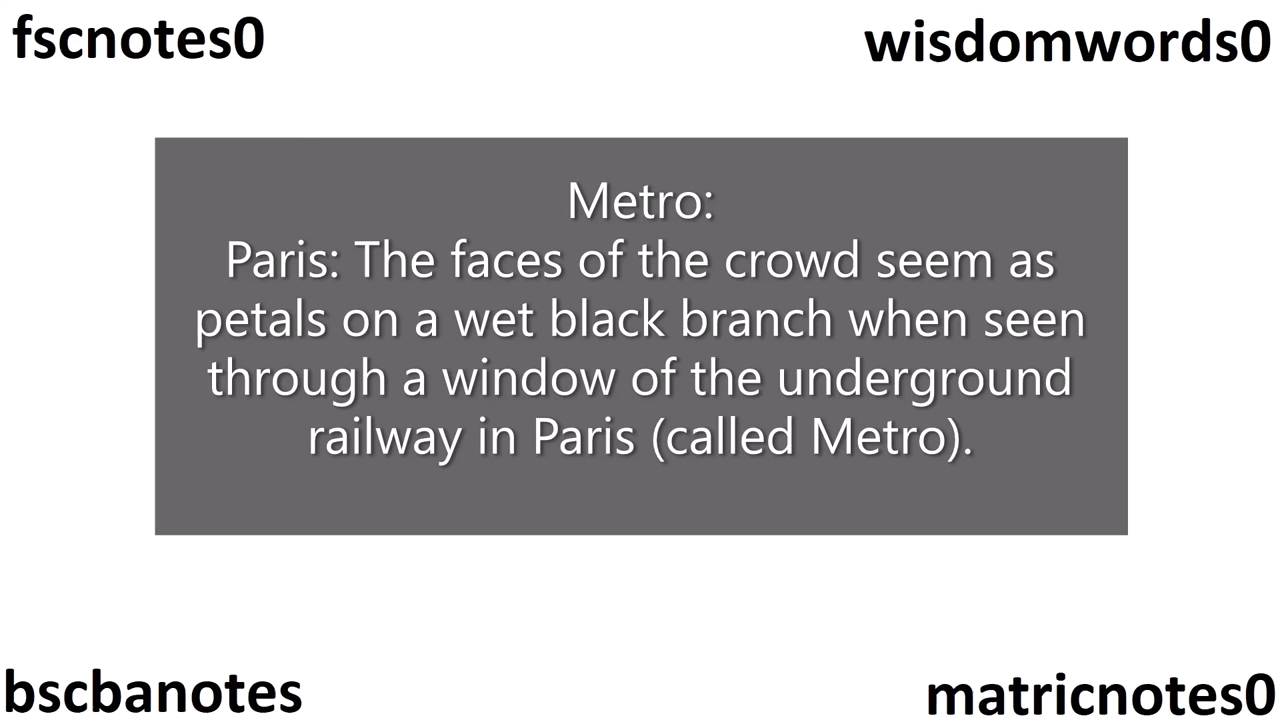 fscnotes0
wisdomwords0
Metro:
Paris: The faces of the crowd seem as
petals on a wet black branch when seen
through a window of the underground
railway in Paris (called Metro).
bscbanotes
matricnotes0